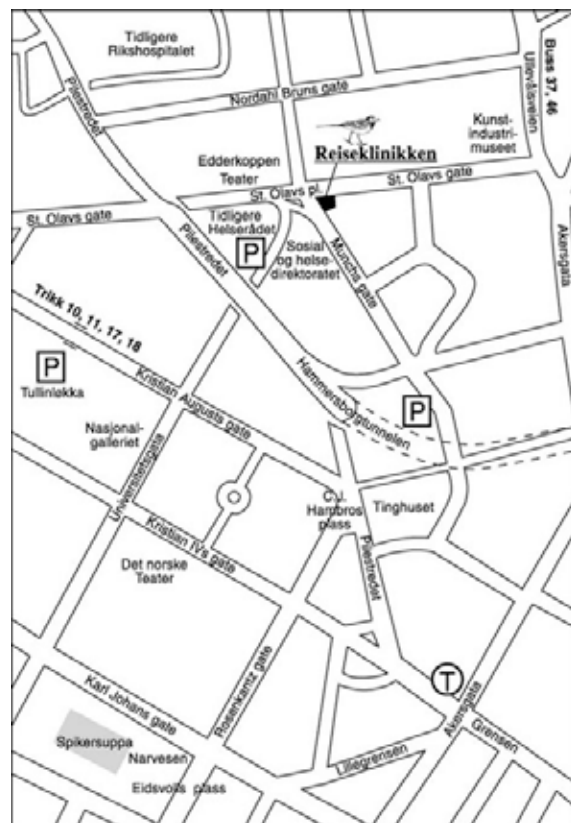 Tidligere
Rikshospitalet
Pilestredet
Nordahl Bruns gate
Ullevålsveien
Buss 37, 46
Kunst-
industri-
museet
Reiseklinikken
Edderkoppen
Teater
St. Olavs pl.
St. Olavs gate
St. Olavs gate
Tidligere
Helserådet
P
Pilestredet
Sosial
og helse-
direktoratet
Munchs gate
Akersgata
Trikk 10, 11, 17, 18
P
Tullinløkka
Kristian Augusts gate
Hammersborgtunnelen
P
Nasjonal-
galleriet
Universitetsgata
C.J.
Hambros
plass
Tinghuset
Kristian IVs gate
Pilestredet
Det norske
Teater
Rosenkantz gate
T
Akersgata
Karl Johans gate
Grensen
Spikersuppa
Narvesen
Lillegrensen
Eidsvolls plass